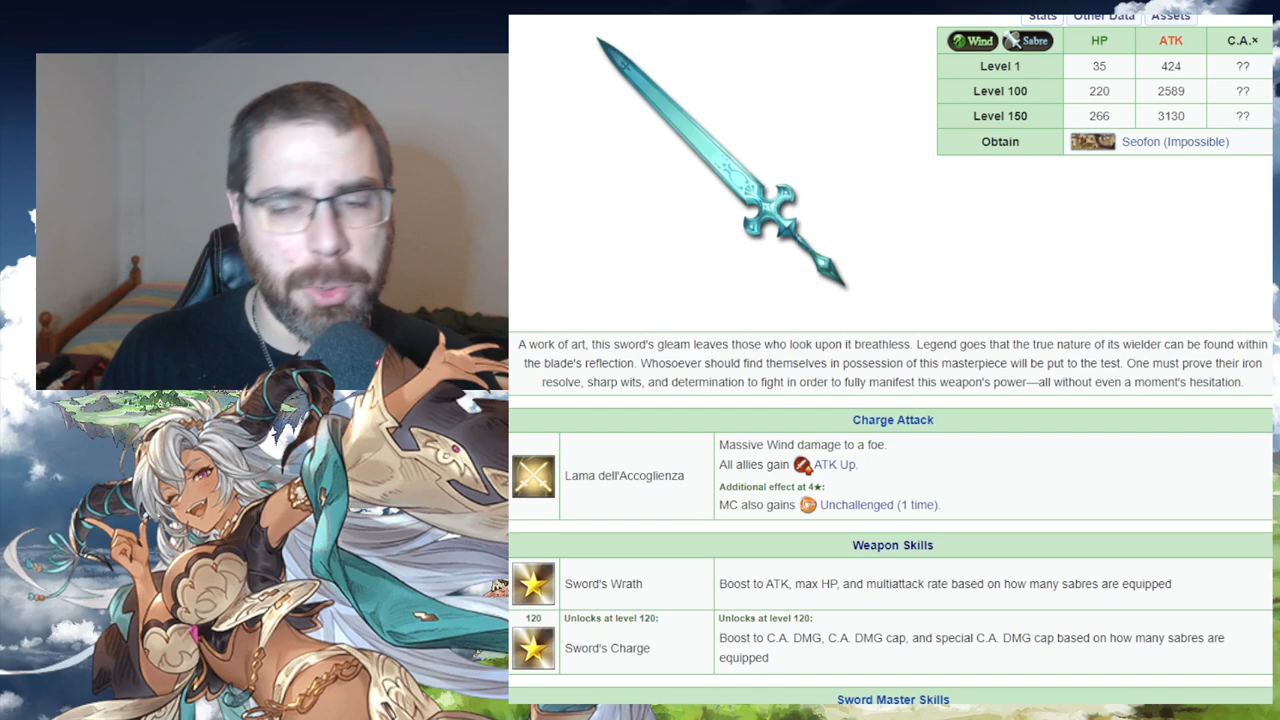 Stats Other Data Assets
Wind Sabre HP ATK C.A.×
Level 1 35 424 ??
Level 100 220 2589 ??
Level 150 266 3130 ??
Obtain Seofon (Impossible)
A work of art, this sword's gleam leaves those who look upon it breathless. Legend goes that the true nature of its wielder can be found within
the blade's reflection. Whosoever should find themselves in possession of this masterpiece will be put to the test. One must prove their iron
resolve, sharp wits, and determination to fight in order to fully manifest this weapon's power—all without even a moment's hesitation.
Charge Attack
Lama dell'Accoglienza
Massive Wind damage to a foe.
All allies gain ATK Up.
Additional effect at 4★:
MC also gains Unchallenged (1 time).
Weapon Skills
Sword's Wrath
Boost to ATK, max HP, and multiattack rate based on how many sabres are equipped
120 Unlocks at level 120: Unlocks at level 120:
Sword's Charge
Boost to C.A. DMG, C.A. DMG cap, and special C.A. DMG cap based on how many sabres are
equipped
Sword Master Skills